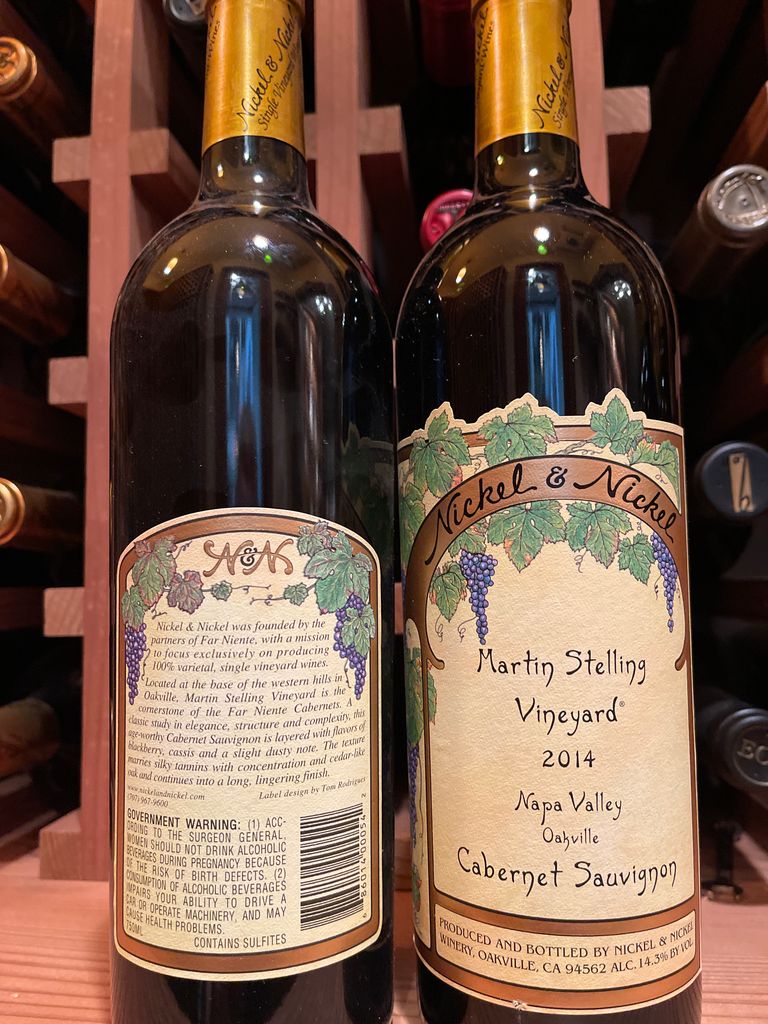 Nickel & Nickel
Single Vineyard Wines
Nickel & Nickel
N&N
Nickel & Nickel was founded by the
partners of Far Niente, with a mission
to focus exclusively on producing
100% varietal, single vineyard wines.
Located at the base of the western hills in
Oakville, Martin Stelling Vineyard is the
cornerstone of the Far Niente Cabernets. A
classic study in elegance, structure and complexity, this
age-worthy Cabernet Sauvignon is layered with flavors of
blackberry, cassis and a slight dusty note. The texture
marries silky tannins with concentration and cedar-like
oak and continues into a long, lingering finish.
www.nickelandnickel.com
(707) 967-9600
Label design by Tom Rodrigues
GOVERNMENT WARNING: (1) ACC-
ORDING TO THE SURGEON GENERAL,
WOMEN SHOULD NOT DRINK ALCOHOLIC
BEVERAGES DURING PREGNANCY BECAUSE
OF THE RISK OF BIRTH DEFECTS. (2)
CONSUMPTION OF ALCOHOLIC BEVERAGES
IMPAIRS YOUR ABILITY TO DRIVE A
CAR OR OPERATE MACHINERY, AND MAY
CAUSE HEALTH PROBLEMS.
750ML
CONTAINS SULFITES
Nickel & Nickel
Martin Stelling
Vineyard®
2014
Napa Valley
Oakville
Cabernet Sauvignon
PRODUCED AND BOTTLED BY NICKEL & NICKEL
WINERY, OAKVILLE, CA 94562 ALC. 14.3% BY VOL.